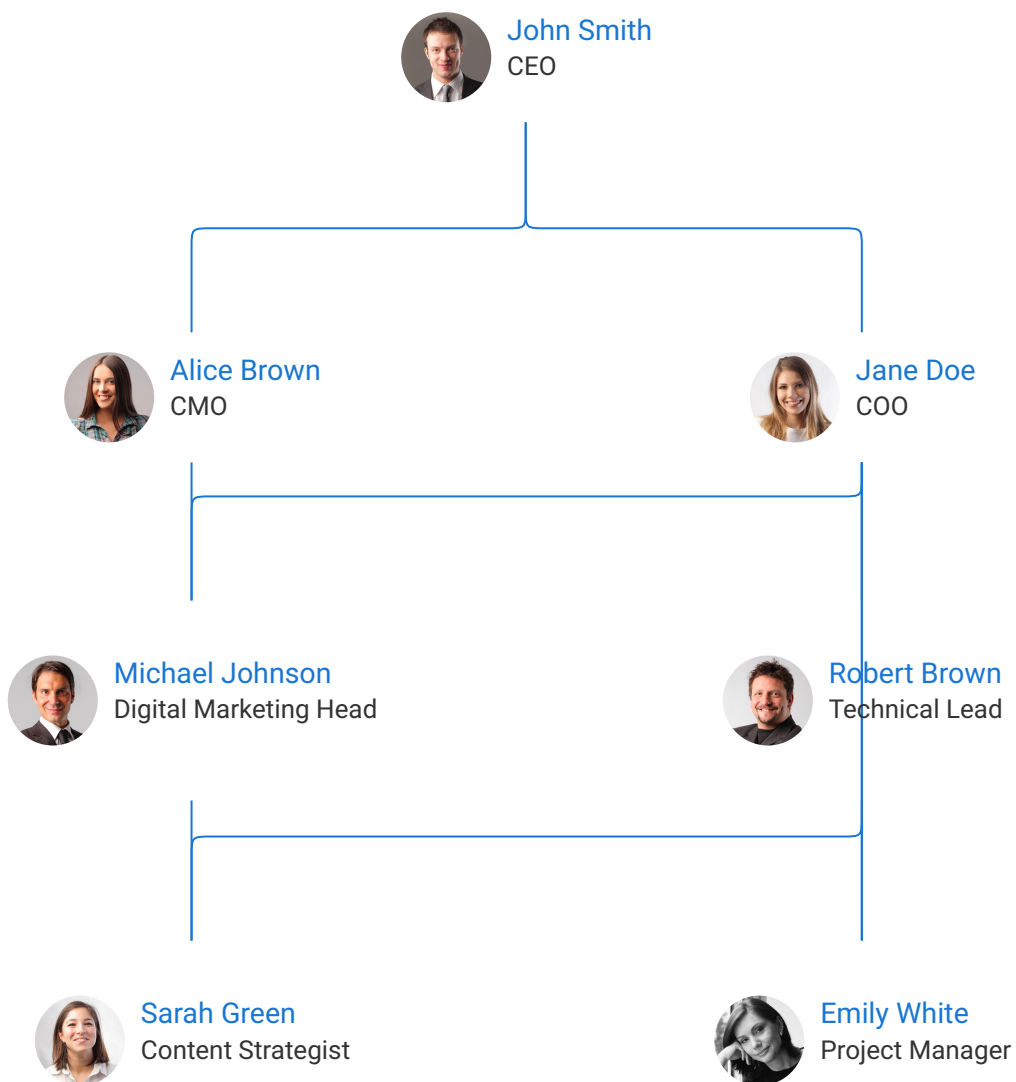 John Smith
CEO
Alice Brown
CMO
Jane Doe
COO
Michael Johnson
Digital Marketing Head
Robert Brown
Technical Lead
Sarah Green
Content Strategist
Emily White
Project Manager